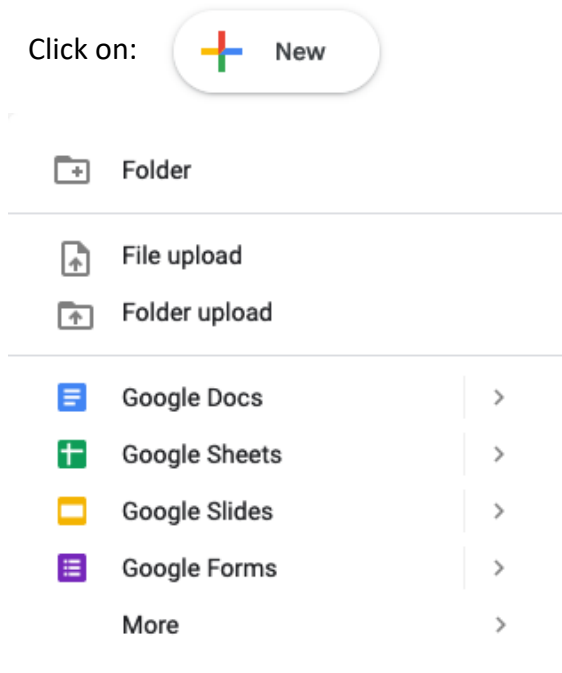 Click on: New
Folder
File upload
Folder upload
Google Docs
Google Sheets
Google Slides
Google Forms
More